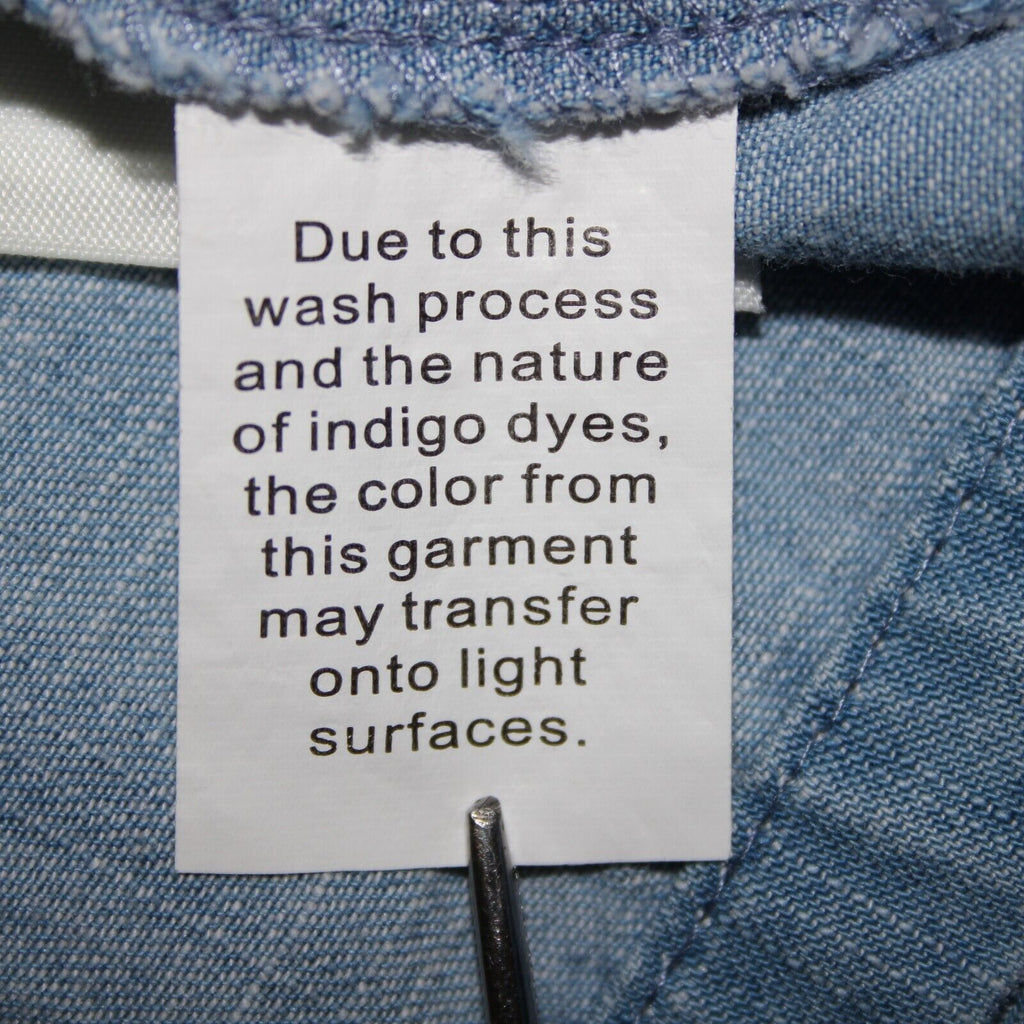 Due to this
wash process
and the nature
of indigo dyes,
the color from
this garment
may transfer
onto light
surfaces.